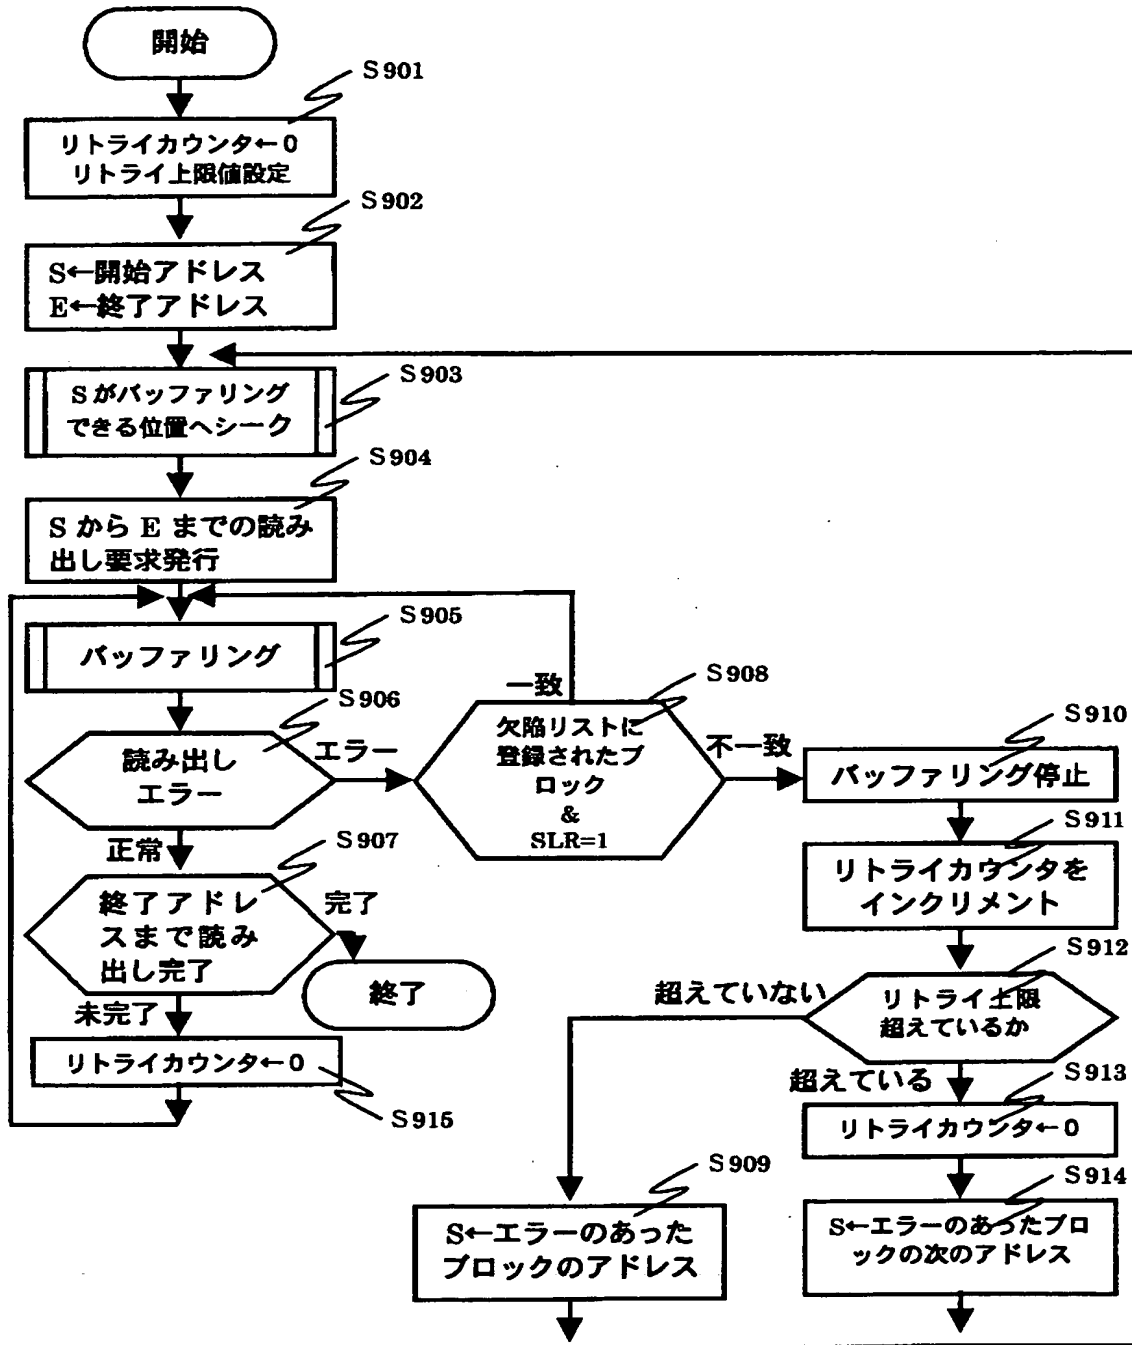 開始
S901
リトライカウンタ←0
リトライ上限値設定
S902
S←開始アドレス
E←終了アドレス
S903
Sがバッファリング
できる位置へシーク
S904
S から E までの読み
出し要求発行
S905
バッファリング
S906
読み出し
エラー
エラー
正常
一致
S908
欠陥リストに
登録されたブ
ロック
&
SLR=1
不一致
S910
バッファリング停止
S911
リトライカウンタを
インクリメント
S907
終了アドレ
スまで読み
出し完了
完了
終了
未完了
リトライカウンタ←0
S915
S912
リトライ上限
超えているか
超えていない
超えている
S913
リトライカウンタ←0
S909
S←エラーのあった
ブロックのアドレス
S914
S←エラーのあったブロ
ックの次のアドレス